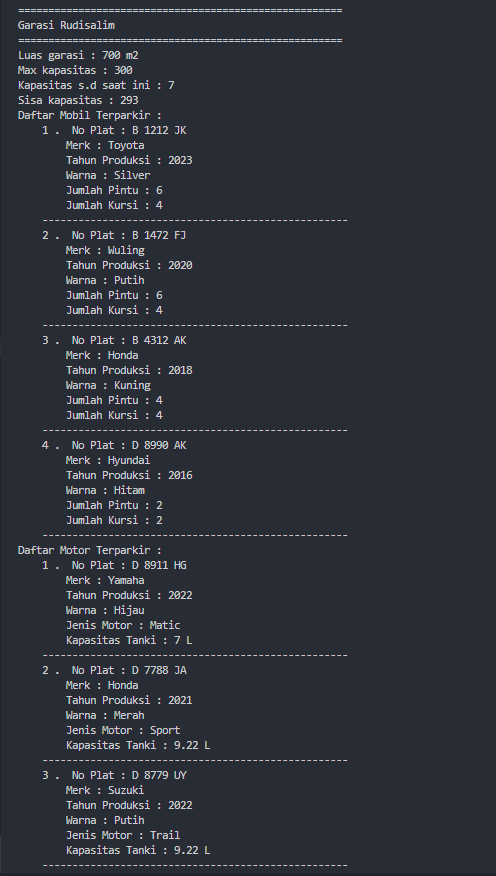 ======================================================
Garasi Rudisalim
======================================================
Luas garasi : 700 m2
Max kapasitas : 300
Kapasitas s.d saat ini : 7
Sisa kapasitas : 293
Daftar Mobil Terparkir :
    1 .  No Plat : B 1212 JK
        Merk : Toyota
        Tahun Produksi : 2023
        Warna : Silver
        Jumlah Pintu : 6
        Jumlah Kursi : 4
    ---------------------------------------------------
    2 .  No Plat : B 1472 FJ
        Merk : Wuling
        Tahun Produksi : 2020
        Warna : Putih
        Jumlah Pintu : 6
        Jumlah Kursi : 4
    ---------------------------------------------------
    3 .  No Plat : B 4312 AK
        Merk : Honda
        Tahun Produksi : 2018
        Warna : Kuning
        Jumlah Pintu : 4
        Jumlah Kursi : 4
    ---------------------------------------------------
    4 .  No Plat : D 8990 AK
        Merk : Hyundai
        Tahun Produksi : 2016
        Warna : Hitam
        Jumlah Pintu : 2
        Jumlah Kursi : 2
    ---------------------------------------------------
Daftar Motor Terparkir :
    1 .  No Plat : D 8911 HG
        Merk : Yamaha
        Tahun Produksi : 2022
        Warna : Hijau
        Jenis Motor : Matic
        Kapasitas Tanki : 7 L
    ---------------------------------------------------
    2 .  No Plat : D 7788 JA
        Merk : Honda
        Tahun Produksi : 2021
        Warna : Merah
        Jenis Motor : Sport
        Kapasitas Tanki : 9.22 L
    ---------------------------------------------------
    3 .  No Plat : D 8779 UY
        Merk : Suzuki
        Tahun Produksi : 2022
        Warna : Putih
        Jenis Motor : Trail
        Kapasitas Tanki : 9.22 L
    ---------------------------------------------------